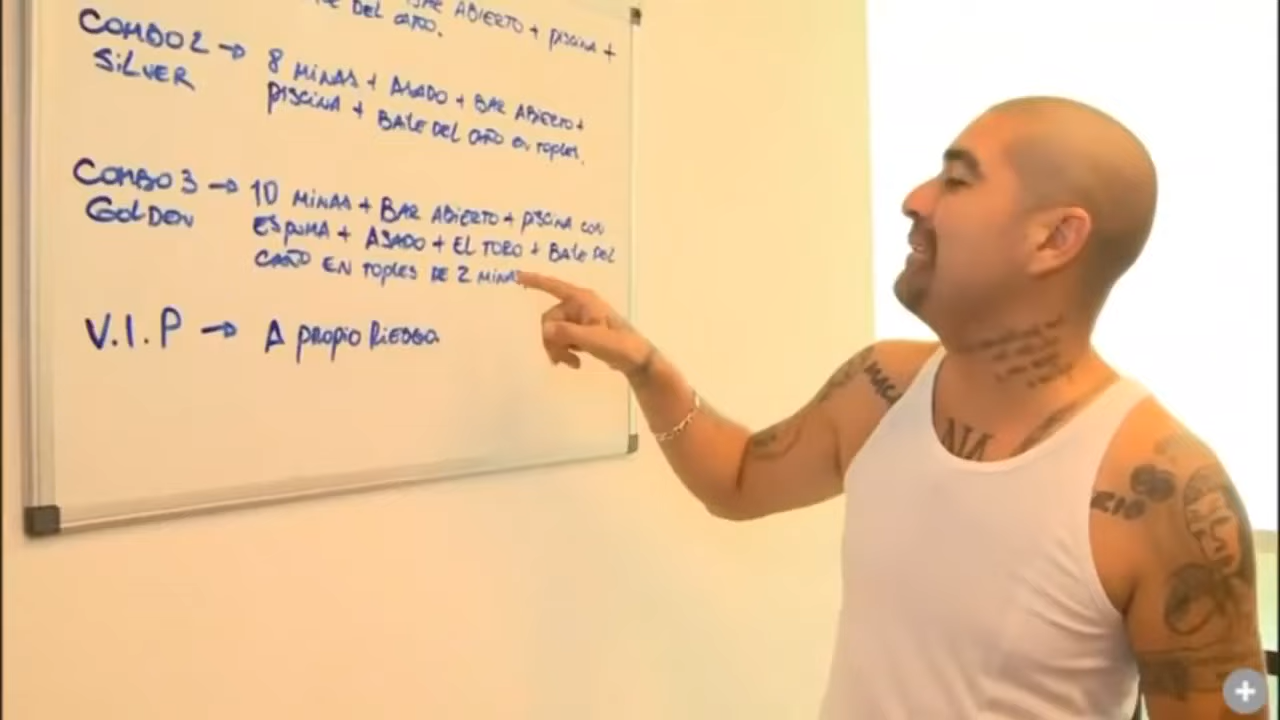 BAR ABIERTO + PISCINA +
DEL CAÑO.
COMBO 2 → 8 MINAS + ASADO + BAR ABIERTO +
SILVER PISCINA + BAILE DEL CAÑO EN TOPLES.
COMBO 3 → 10 MINAS + BAR ABIERTO + PISCINA CON
GOLDEN ESPUMA + ASADO + EL TORO + BAILE DEL
CAÑO EN TOPLES DE 2 MINAS
V.I.P → A PROPIO RIESGO